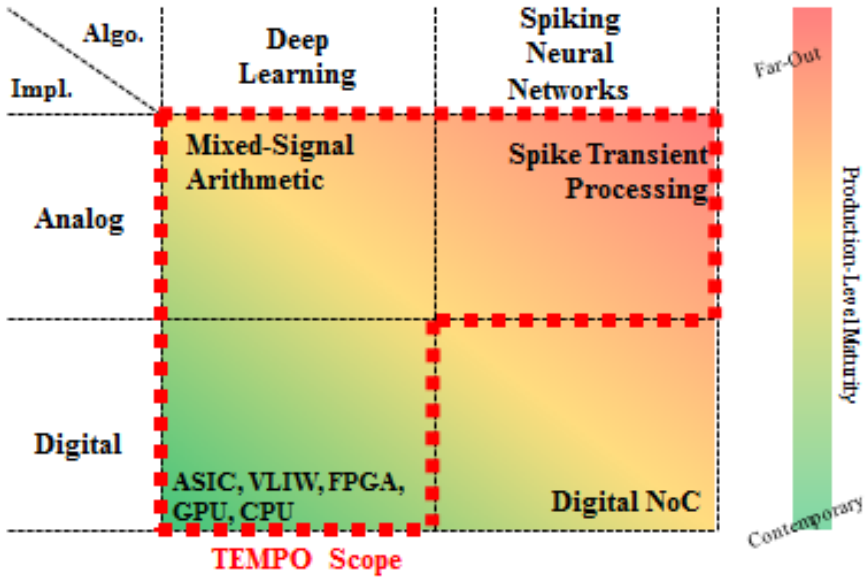 Algo.
Impl.
Deep
Learning
Spiking
Neural
Networks
Analog
Mixed-Signal
Arithmetic
Spike Transient
Processing
Digital
ASIC, VLIW, FPGA,
GPU, CPU
Digital NoC
TEMPO Scope
Far-Out
Production-Level Maturity
Contemporary